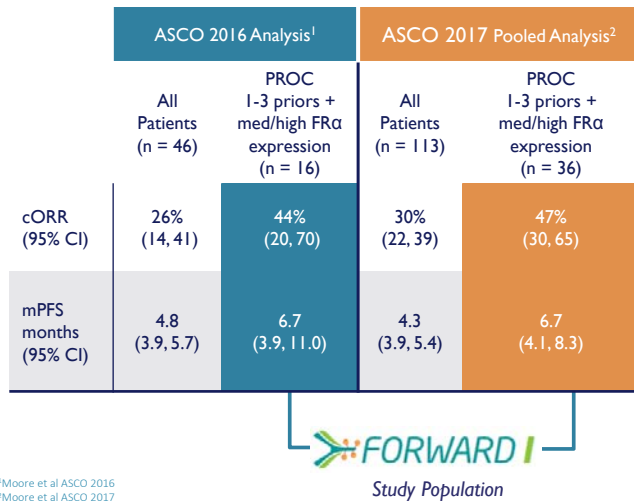 ASCO 2016 Analysis¹ ASCO 2017 Pooled Analysis²
All
Patients
(n = 46)
PROC
1-3 priors +
med/high FRα
expression
(n = 16)
All
Patients
(n = 113)
PROC
1-3 priors +
med/high FRα
expression
(n = 36)
cORR
(95% CI)
26%
(14, 41)
44%
(20, 70)
30%
(22, 39)
47%
(30, 65)
mPFS
months
(95% CI)
4.8
(3.9, 5.7)
6.7
(3.9, 11.0)
4.3
(3.9, 5.4)
6.7
(4.1, 8.3)
FORWARD I
Study Population
¹Moore et al ASCO 2016
²Moore et al ASCO 2017